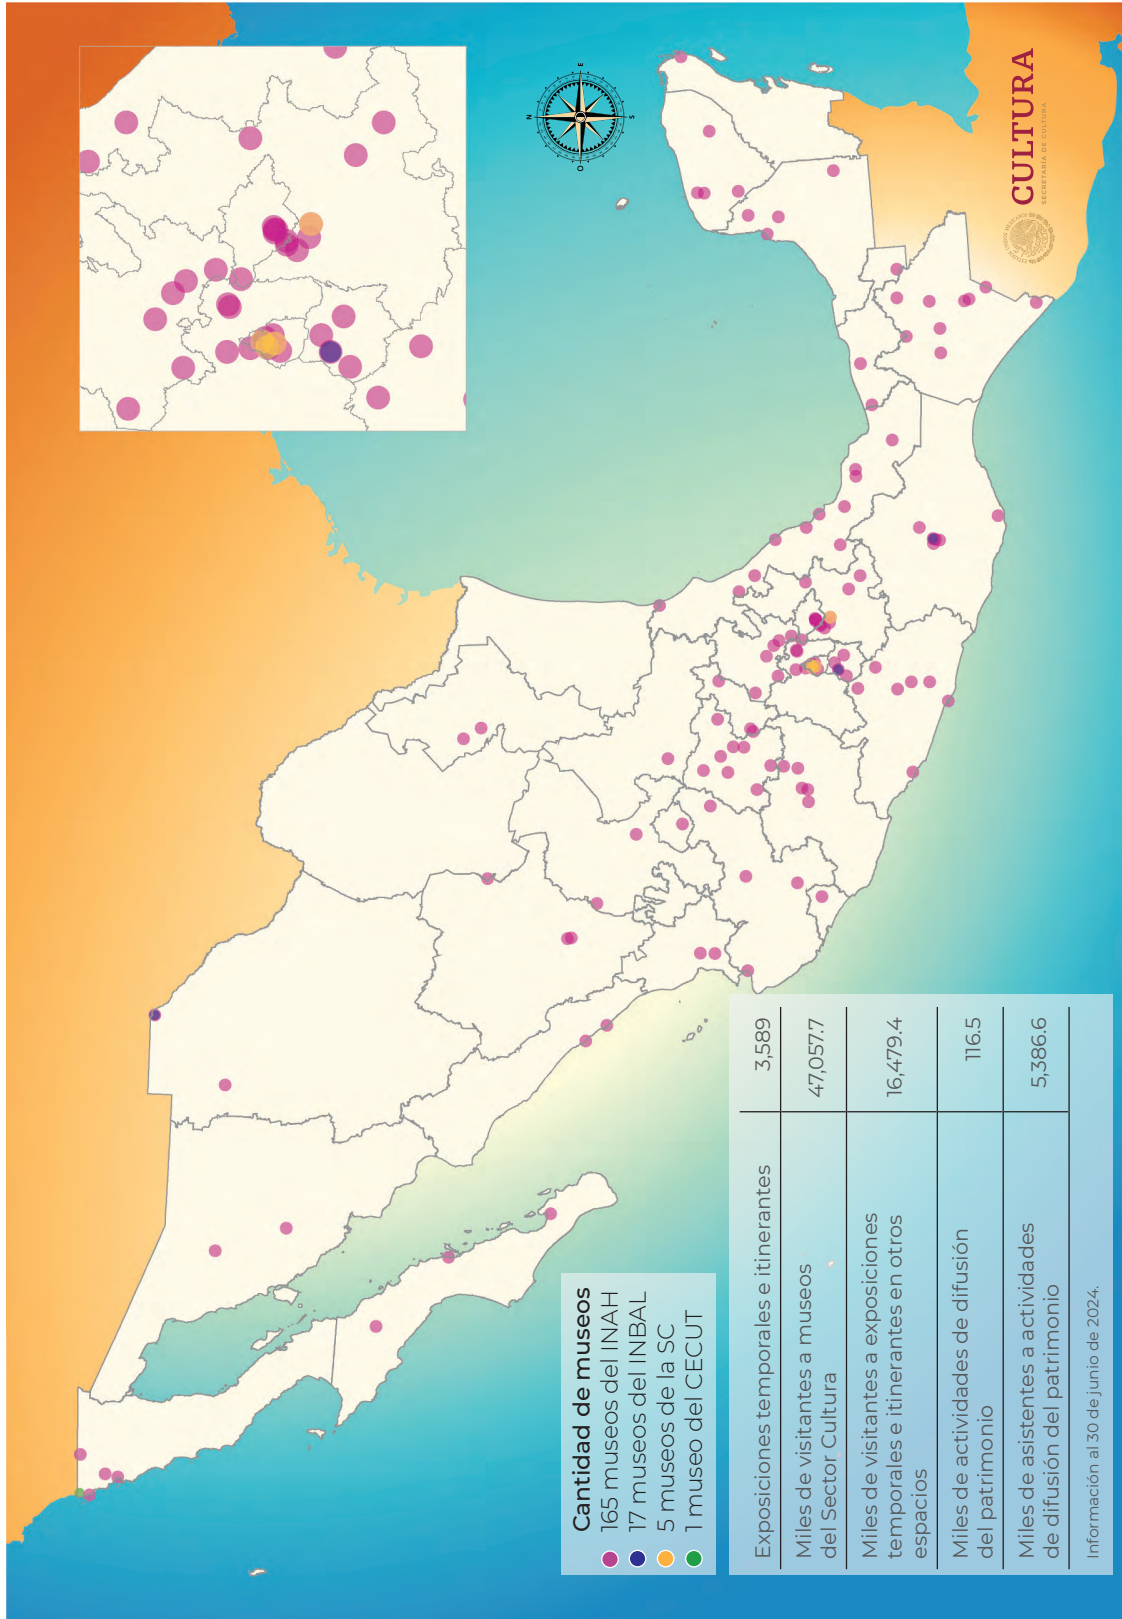 N
E
S
O
CULTURA
SECRETARÍA DE CULTURA
ESTADOS UNIDOS MEXICANOS
Cantidad de museos
165 museos del INAH
17 museos del INBAL
5 museos de la SC
1 museo del CECUT
Exposiciones temporales e itinerantes 3,589
Miles de visitantes a museos
del Sector Cultura 47,057.7
Miles de visitantes a exposiciones
temporales e itinerantes en otros
espacios 16,479.4
Miles de actividades de difusión
del patrimonio 116.5
Miles de asistentes a actividades
de difusión del patrimonio 5,386.6
Información al 30 de junio de 2024.